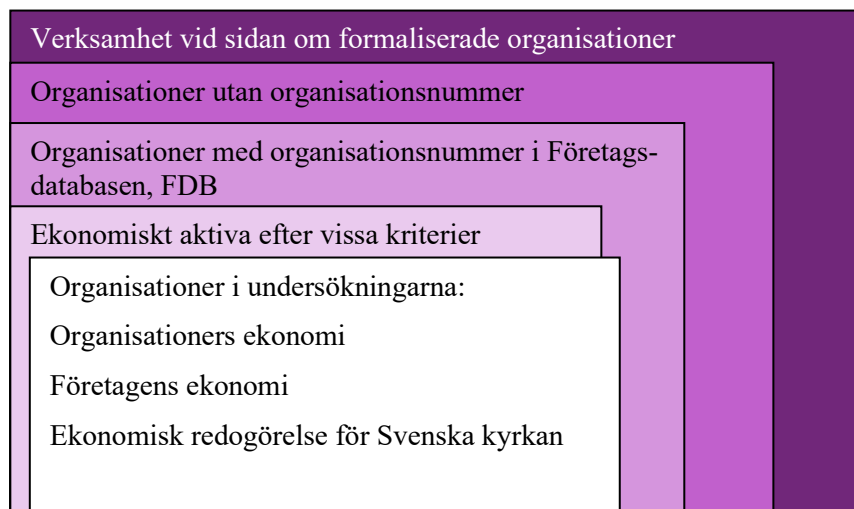 Verksamhet vid sidan om formaliserade organisationer
Organisationer utan organisationsnummer
Organisationer med organisationsnummer i Företags-
databasen, FDB
Ekonomiskt aktiva efter vissa kriterier
Organisationer i undersökningarna:
Organisationers ekonomi
Företagens ekonomi
Ekonomisk redogörelse för Svenska kyrkan